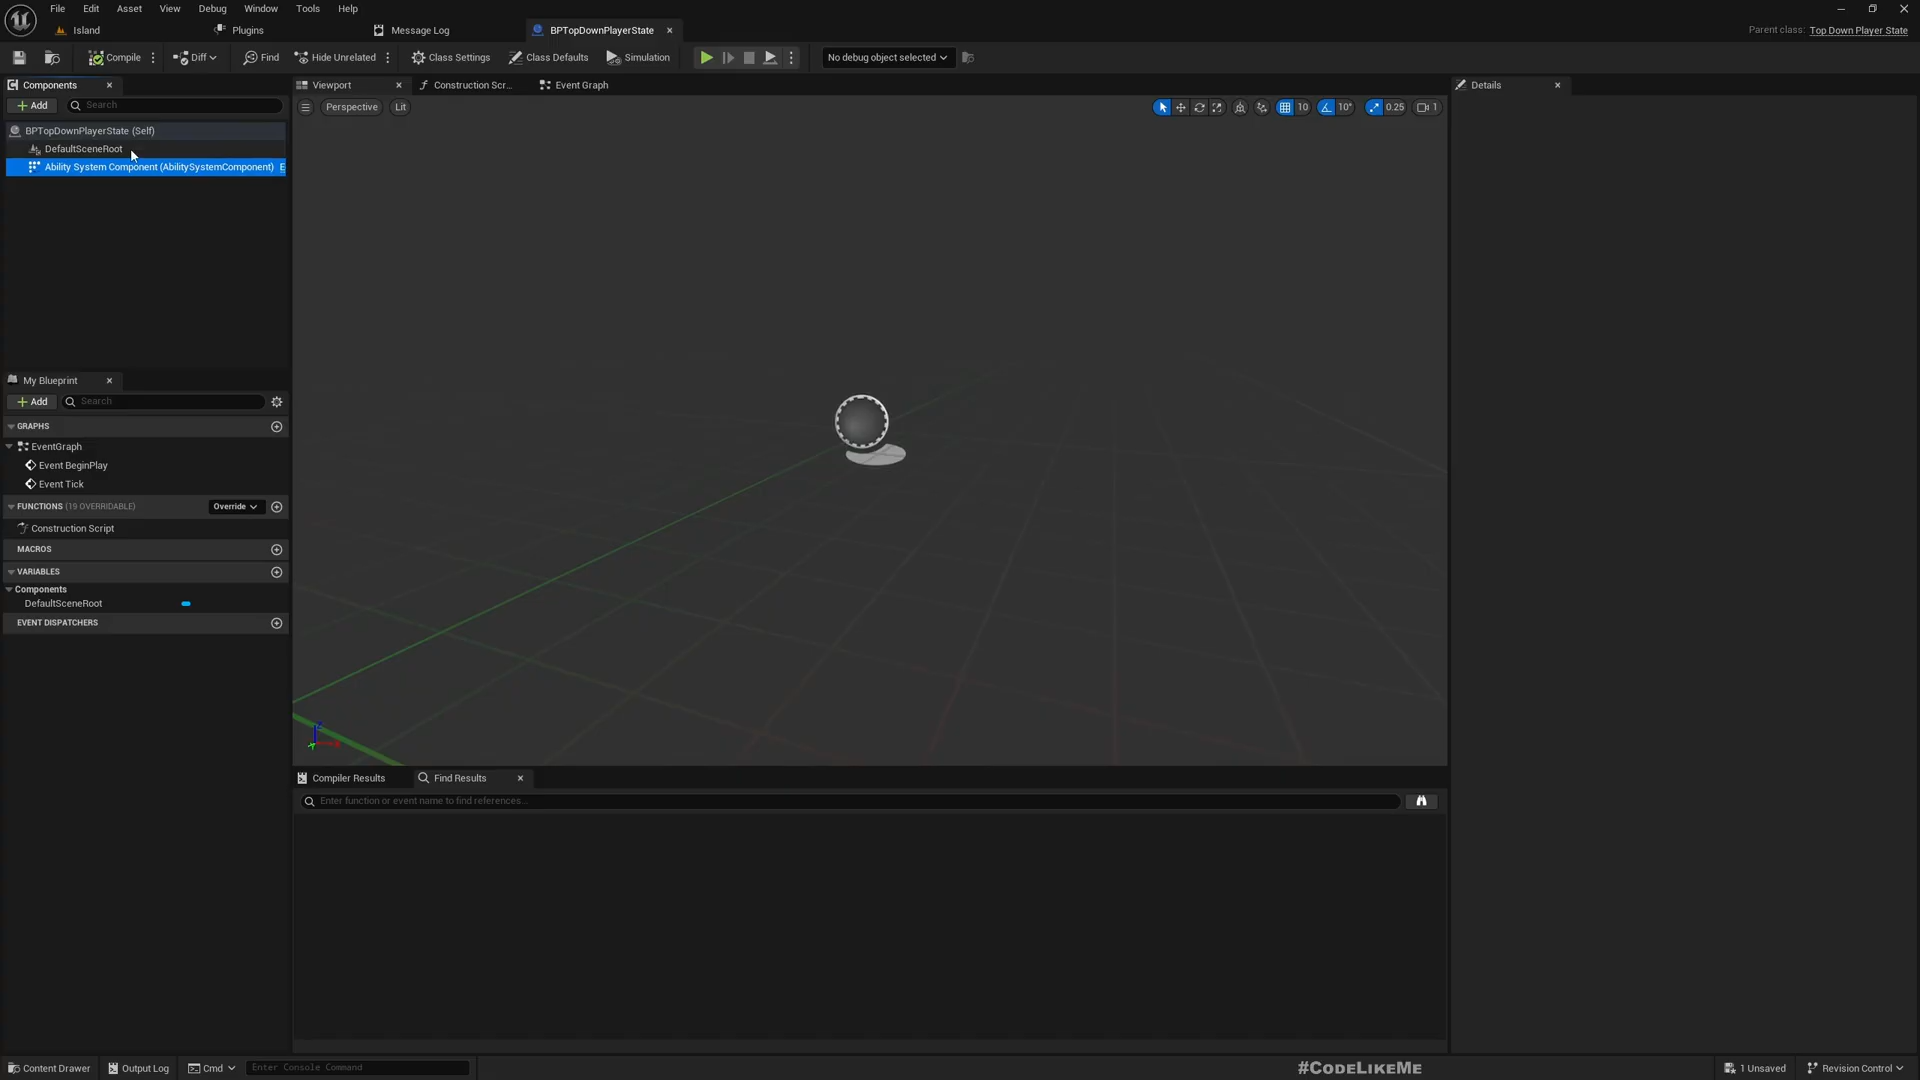 File Edit Asset View Debug Window Tools Help
Island Plugins Message Log BPTopDownPlayerState
Parent class: Top Down Player State
Compile Diff Find Hide Unrelated Class Settings Class Defaults Simulation No debug object selected
Components Viewport Construction Scr... Event Graph Details
Add Search Perspective Lit 10 10° 0.25 1
BPTopDownPlayerState (Self)
DefaultSceneRoot
Ability System Component (AbilitySystemComponent) E
My Blueprint
Add Search
GRAPHS
EventGraph
Event BeginPlay
Event Tick
FUNCTIONS (19 OVERRIDABLE) Override
Construction Script
MACROS
VARIABLES
Components
DefaultSceneRoot
EVENT DISPATCHERS
Compiler Results Find Results
Enter function or event name to find references...
Content Drawer Output Log Cmd Enter Console Command #CODELIKEME 1 Unsaved Revision Control